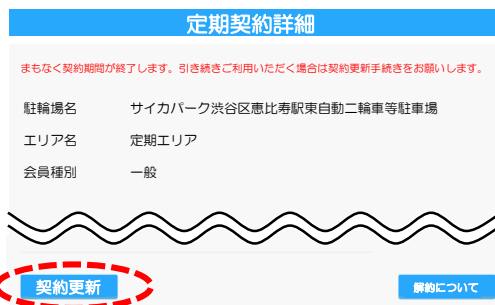 定期契約詳細
まもなく契約期間が終了します。引き続きご利用いただく場合は契約更新手続きをお願いします。
駐輪場名 サイカパーク渋谷区恵比寿駅東自動二輪車等駐車場
エリア名 定期エリア
会員種別 一般
契約更新 解約について